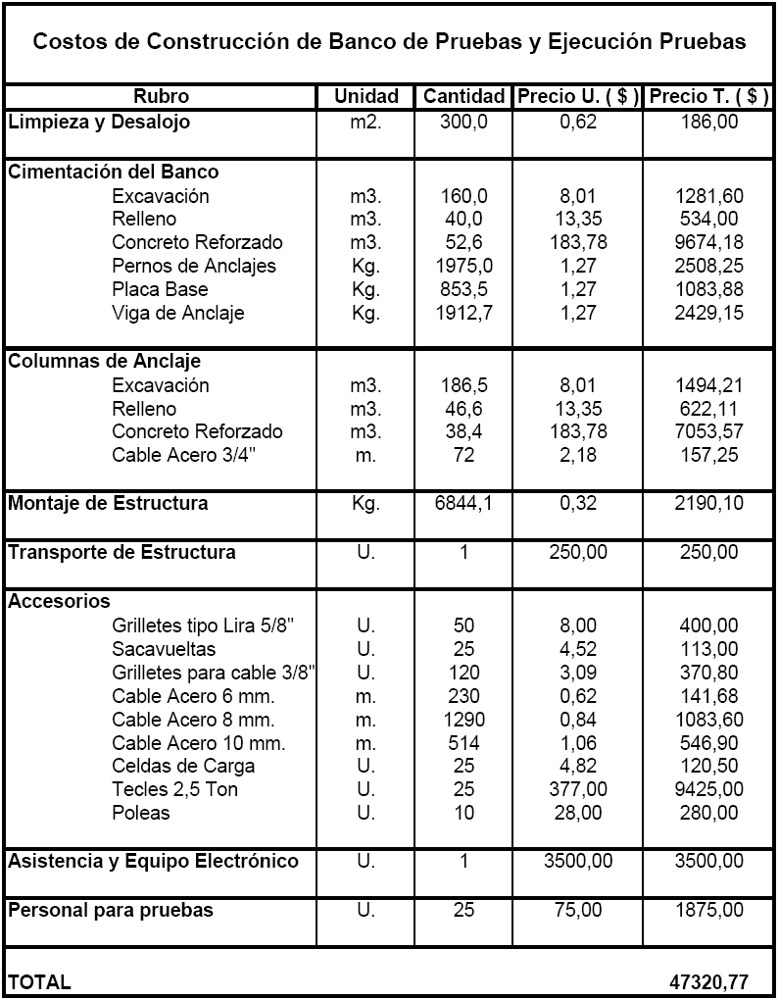 Costos de Construcción de Banco de Pruebas y Ejecución Pruebas
Rubro Unidad Cantidad Precio U. ( $ ) Precio T. ( $ )
Limpieza y Desalojo m2. 300,0 0,62 186,00
Cimentación del Banco
Excavación m3. 160,0 8,01 1281,60
Relleno m3. 40,0 13,35 534,00
Concreto Reforzado m3. 52,6 183,78 9674,18
Pernos de Anclajes Kg. 1975,0 1,27 2508,25
Placa Base Kg. 853,5 1,27 1083,88
Viga de Anclaje Kg. 1912,7 1,27 2429,15
Columnas de Anclaje
Excavación m3. 186,5 8,01 1494,21
Relleno m3. 46,6 13,35 622,11
Concreto Reforzado m3. 38,4 183,78 7053,57
Cable Acero 3/4" m. 72 2,18 157,25
Montaje de Estructura Kg. 6844,1 0,32 2190,10
Transporte de Estructura U. 1 250,00 250,00
Accesorios
Grilletes tipo Lira 5/8" U. 50 8,00 400,00
Sacavueltas U. 25 4,52 113,00
Grilletes para cable 3/8" U. 120 3,09 370,80
Cable Acero 6 mm. m. 230 0,62 141,68
Cable Acero 8 mm. m. 1290 0,84 1083,60
Cable Acero 10 mm. m. 514 1,06 546,90
Celdas de Carga U. 25 4,82 120,50
Tecles 2,5 Ton U. 25 377,00 9425,00
Poleas U. 10 28,00 280,00
Asistencia y Equipo Electrónico U. 1 3500,00 3500,00
Personal para pruebas U. 25 75,00 1875,00
TOTAL 47320,77